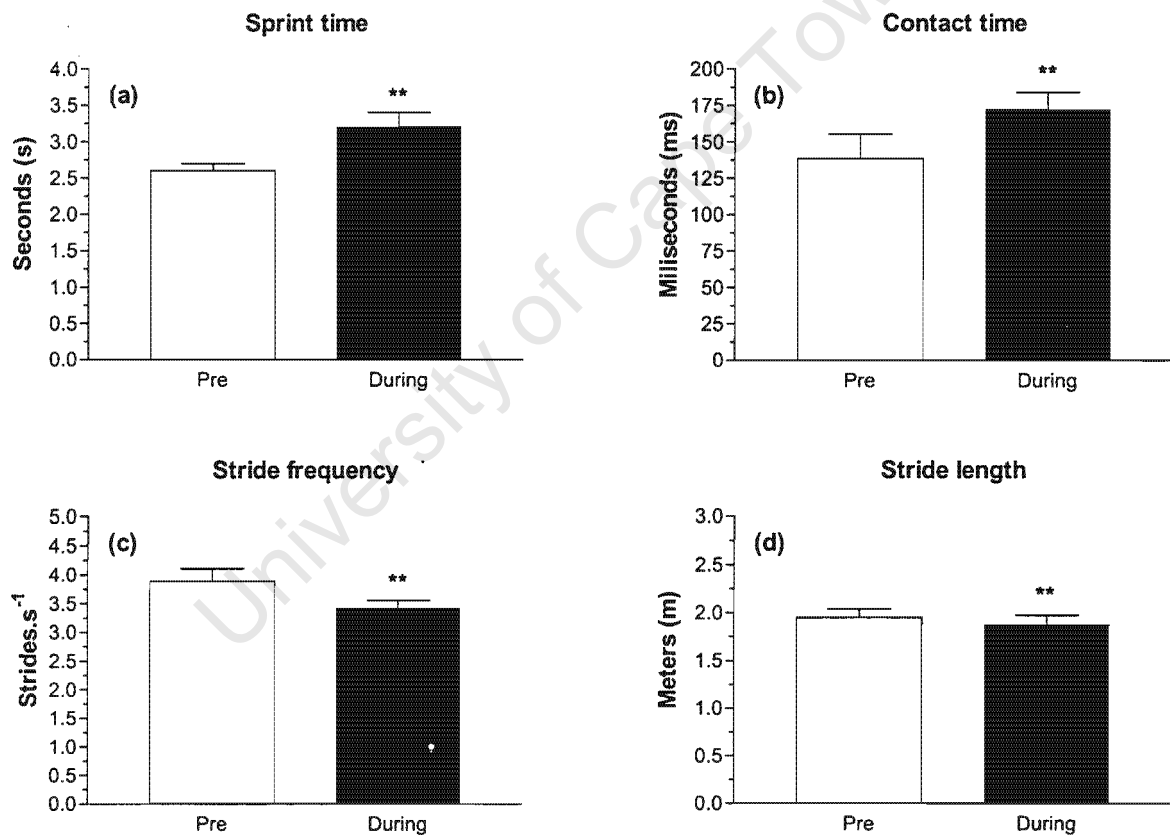 Sprint time
(a)
Seconds (s)
4.0
3.5
3.0
2.5
2.0
1.5
1.0
0.5
0.0
**
Pre During
Contact time
(b)
Miliseconds (ms)
200
175
150
125
100
75
50
25
0
**
Pre During
Stride frequency
(c)
Strides.s⁻¹
5.0
4.5
4.0
3.5
3.0
2.5
2.0
1.5
1.0
0.5
0.0
**
Pre During
Stride length
(d)
Meters (m)
3.0
2.5
2.0
1.5
1.0
0.5
0.0
**
Pre During
University of Cape Tow